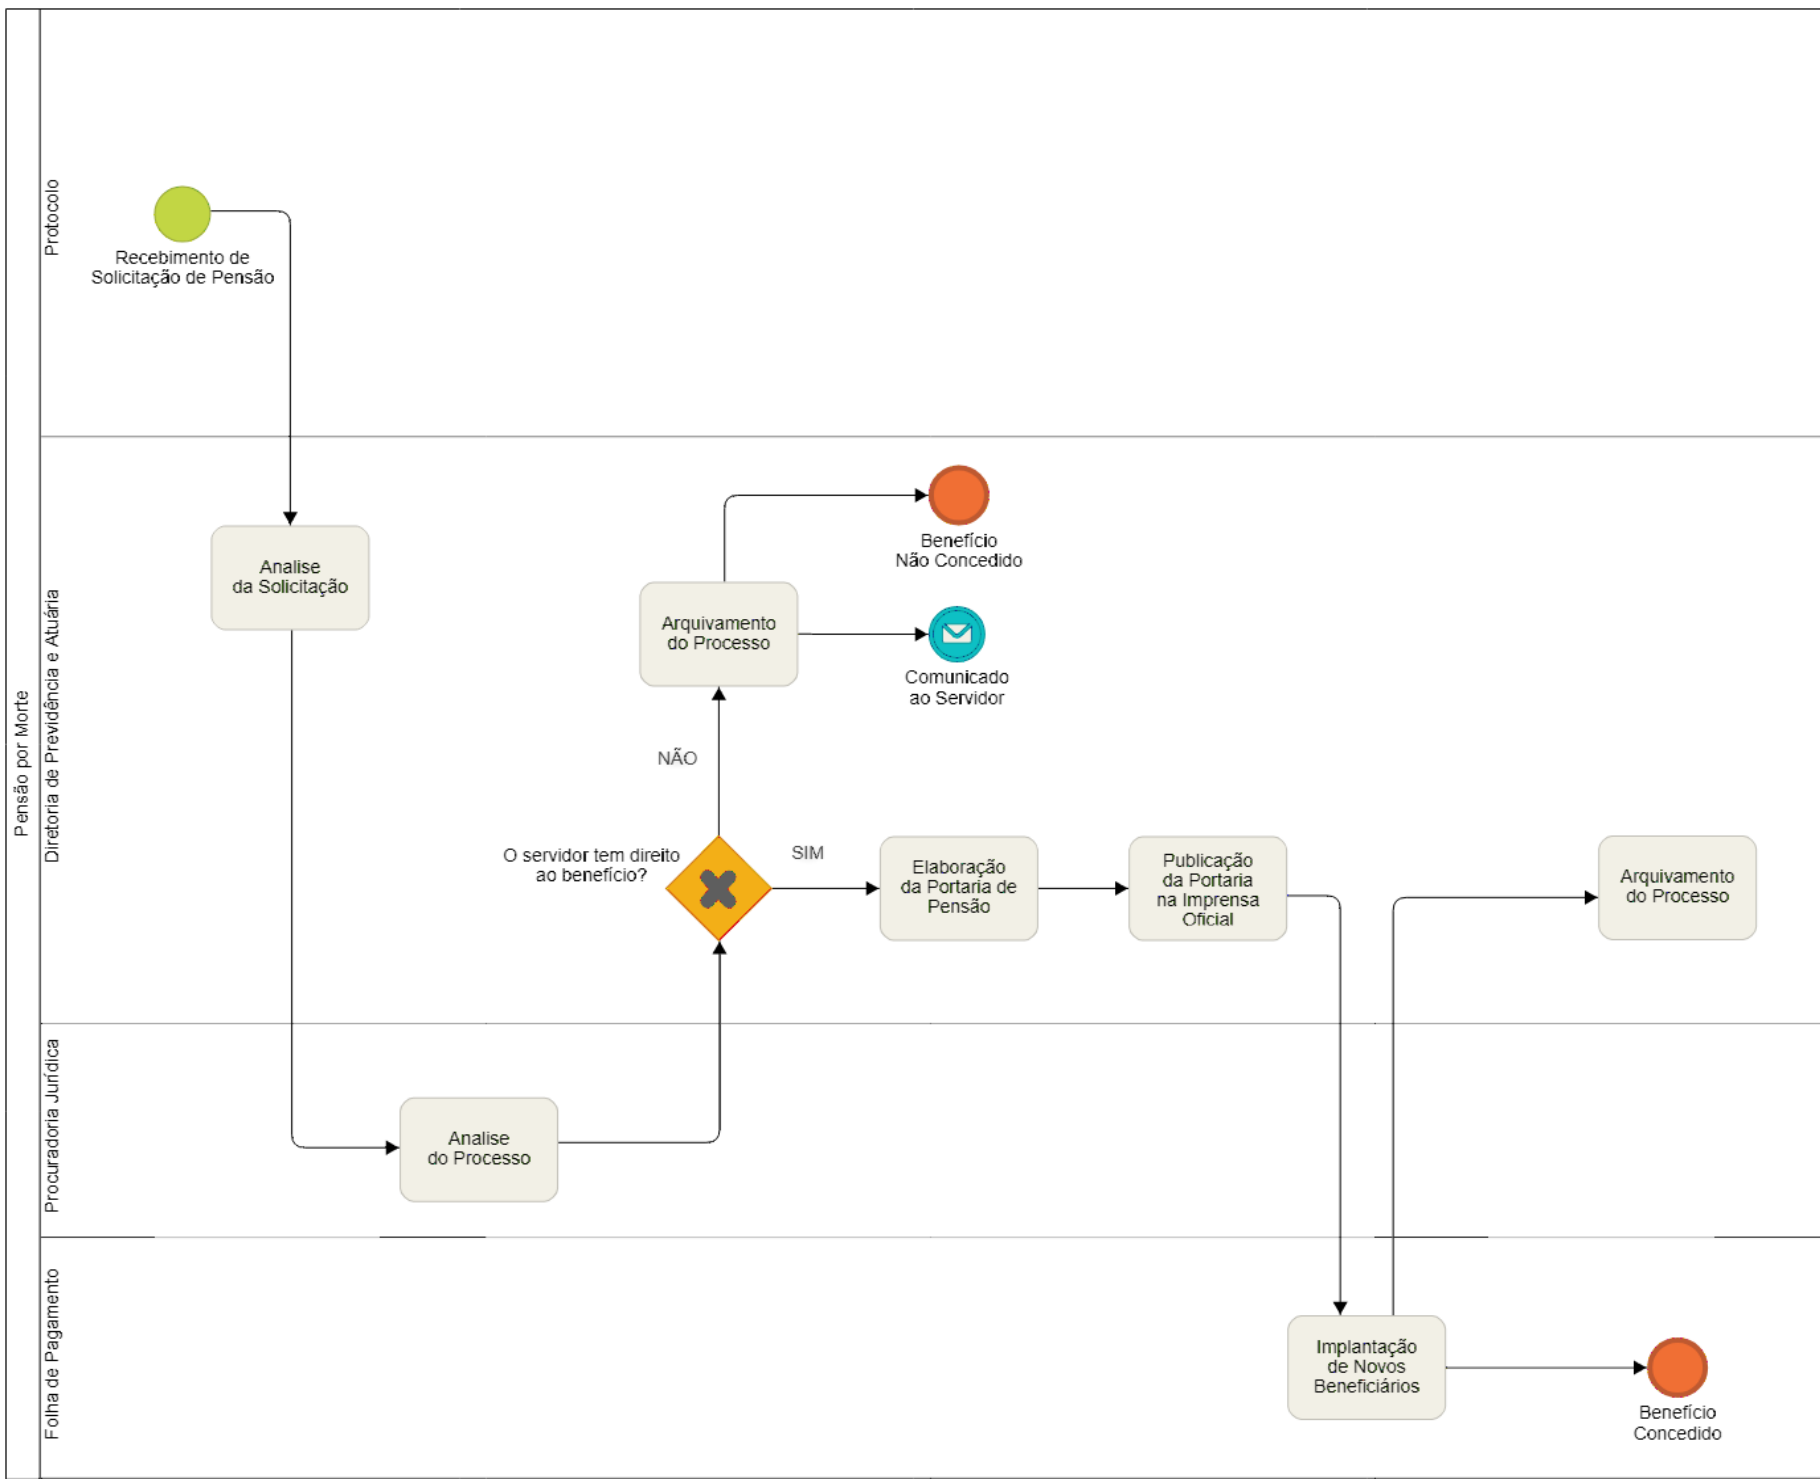 Pensão por Morte
Protocolo
Recebimento de
Solicitação de Pensão
Diretoria de Previdência e Atuária
Analise
da Solicitação
Arquivamento
do Processo
Benefício
Não Concedido
Comunicado
ao Servidor
NÃO
O servidor tem direito
ao benefício?
SIM
Elaboração
da Portaria de
Pensão
Publicação
da Portaria
na Imprensa
Oficial
Arquivamento
do Processo
Procuradoria Jurídica
Analise
do Processo
Folha de Pagamento
Implantação
de Novos
Beneficiários
Benefício
Concedido